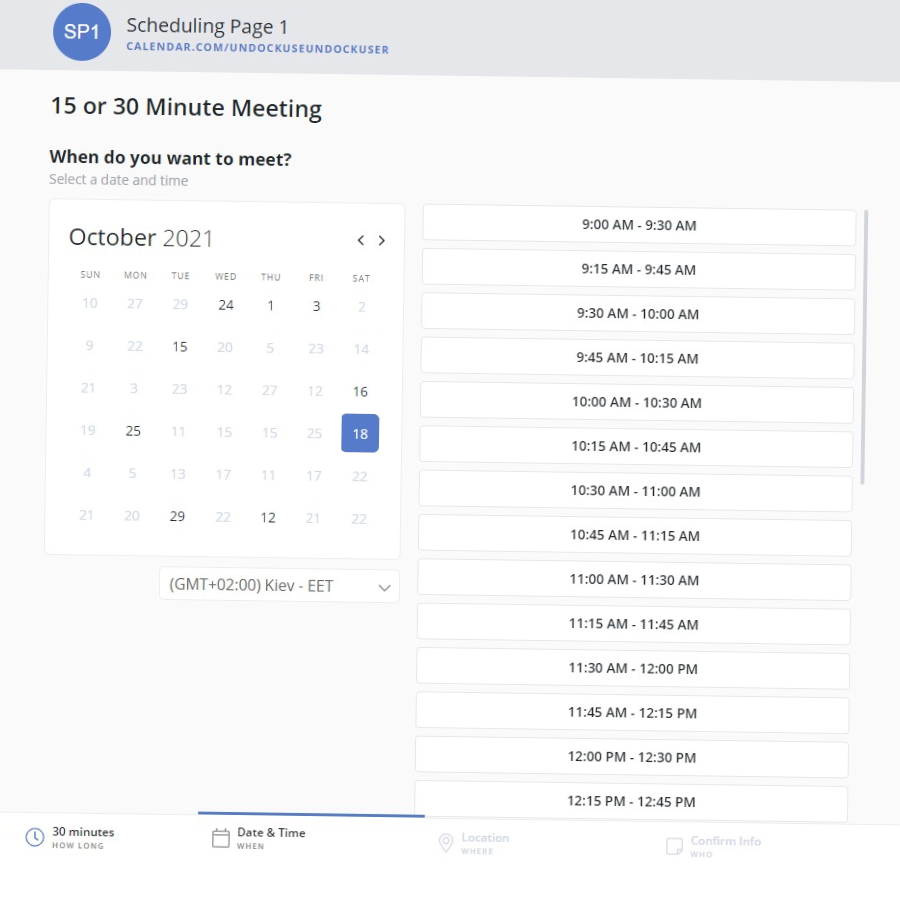 SP1
Scheduling Page 1
CALENDAR.COM/UNDOCKUSEUNDOCKUSER
15 or 30 Minute Meeting
When do you want to meet?
Select a date and time
October 2021
SUN MON TUE WED THU FRI SAT
10 27 29 24 1 3 2
9 22 15 20 5 23 14
21 3 23 12 27 12 16
19 25 11 15 15 25 18
4 5 13 17 11 17 22
21 20 29 22 12 21 22
(GMT+02:00) Kiev - EET
9:00 AM - 9:30 AM
9:15 AM - 9:45 AM
9:30 AM - 10:00 AM
9:45 AM - 10:15 AM
10:00 AM - 10:30 AM
10:15 AM - 10:45 AM
10:30 AM - 11:00 AM
10:45 AM - 11:15 AM
11:00 AM - 11:30 AM
11:15 AM - 11:45 AM
11:30 AM - 12:00 PM
11:45 AM - 12:15 PM
12:00 PM - 12:30 PM
12:15 PM - 12:45 PM
30 minutes
HOW LONG
Date & Time
WHEN
Location
WHERE
Confirm Info
WHO